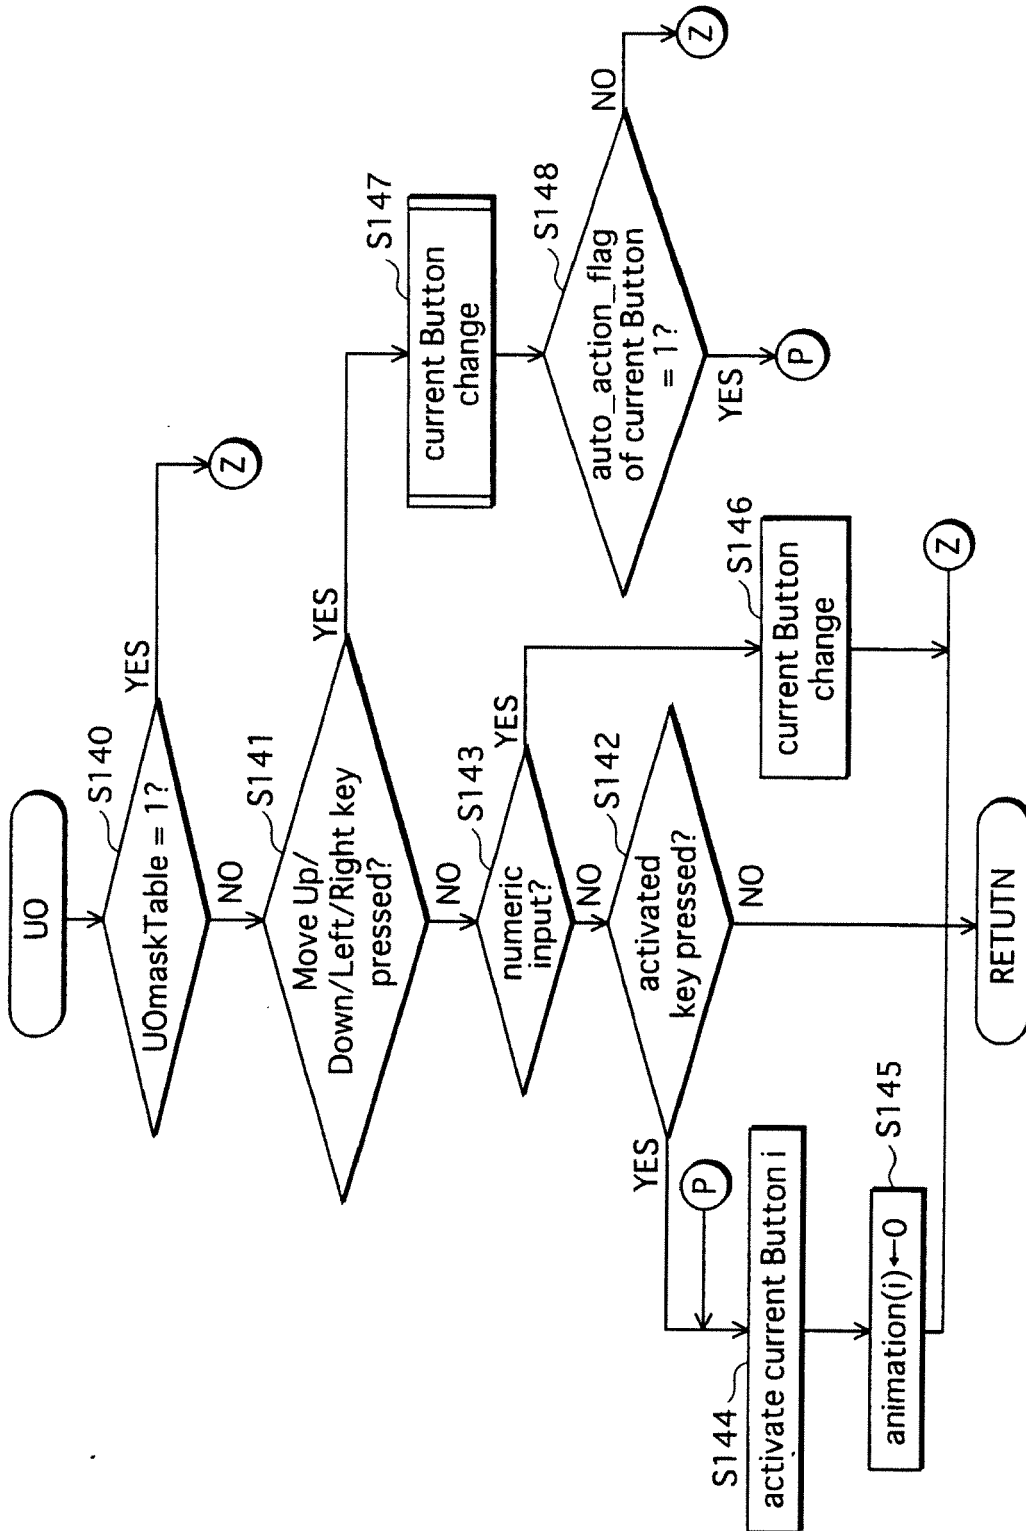 UO
S140
UOmaskTable = 1?
YES
Z
NO
S141
Move Up/
Down/Left/Right key
pressed?
YES
S147
current Button
change
S148
auto_action_flag
of current Button
= 1?
NO
Z
YES
P
NO
S143
numeric
input?
YES
S146
current Button
change
NO
S142
activated
key pressed?
YES
P
S144
activate current Button i
S145
animation(i)←0
NO
Z
RETUTN